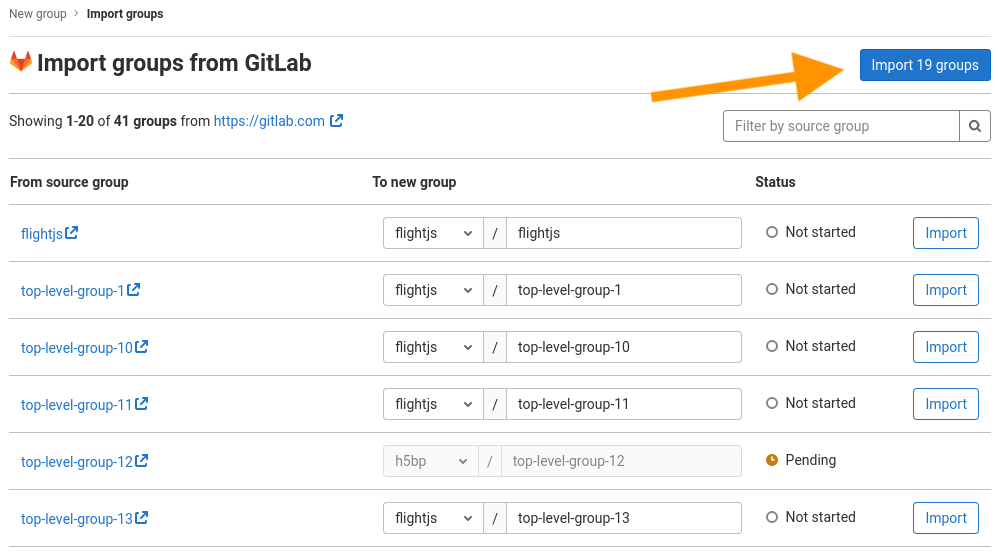 New group › Import groups
Import groups from GitLab
Import 19 groups
Showing 1-20 of 41 groups from https://gitlab.com
Filter by source group
From source group To new group Status
flightjs flightjs / flightjs Not started Import
top-level-group-1 flightjs / top-level-group-1 Not started Import
top-level-group-10 flightjs / top-level-group-10 Not started Import
top-level-group-11 flightjs / top-level-group-11 Not started Import
top-level-group-12 h5bp / top-level-group-12 Pending
top-level-group-13 flightjs / top-level-group-13 Not started Import